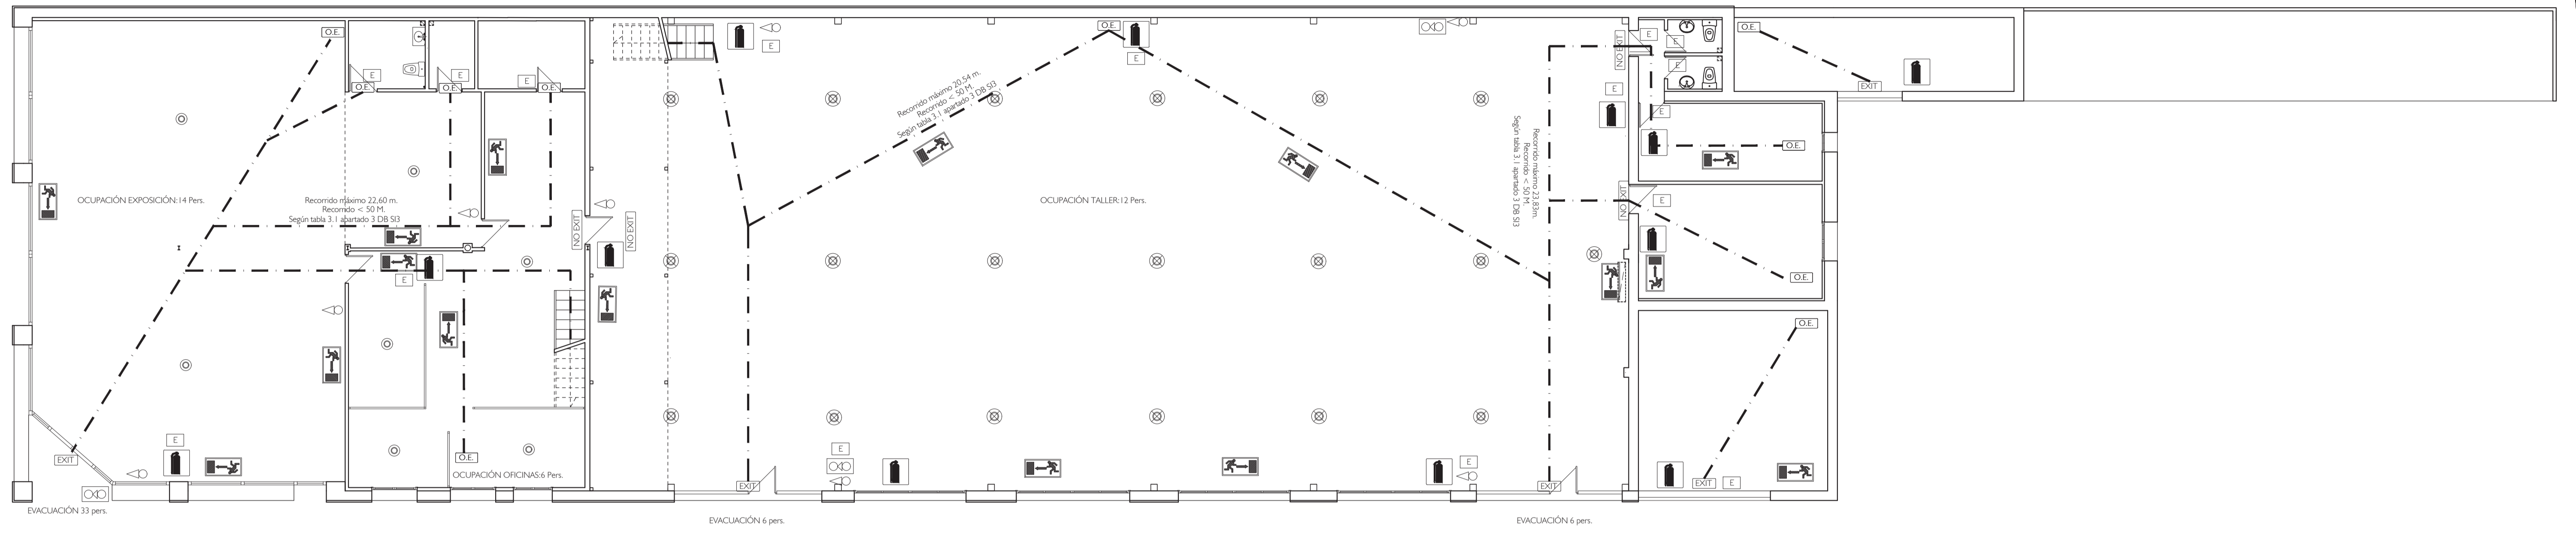 O.E.
E
O.E.
E
O.E.
E
O.E.
OCUPACIÓN EXPOSICIÓN:14 Pers.
Recorrido máximo 22,60 m.
Recorrido < 50 M.
Según tabla 3.1 apartado 3 DB SI3
E
NO EXIT
NO EXIT
O.E.
OCUPACIÓN OFICINAS:6 Pers.
E
EXIT
EVACUACIÓN 33 pers.
E
O.E.
E
Recorrido máximo 20,54 m.
Recorrido < 50 M.
Según tabla 3.1 apartado 3 DB SI3
OCUPACIÓN TALLER:12 Pers.
Recorrido máximo 23,83m.
Recorrido < 50 M.
Según tabla 3.1 apartado 3 DB SI3
E
EXIT
E
E
EXIT
EVACUACIÓN 6 pers.
EVACUACIÓN 6 pers.
NO EXIT
E
E
E
E
O.E.
NO EXIT
E
O.E.
O.E.
EXIT
E
O.E.
EXIT